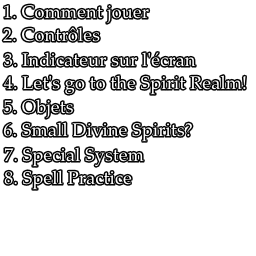 1. Comment jouer
2. Contrôles
3. Indicateur sur l'écran
4. Let's go to the Spirit Realm!
5. Objets
6. Small Divine Spirits?
7. Special System
8. Spell Practice